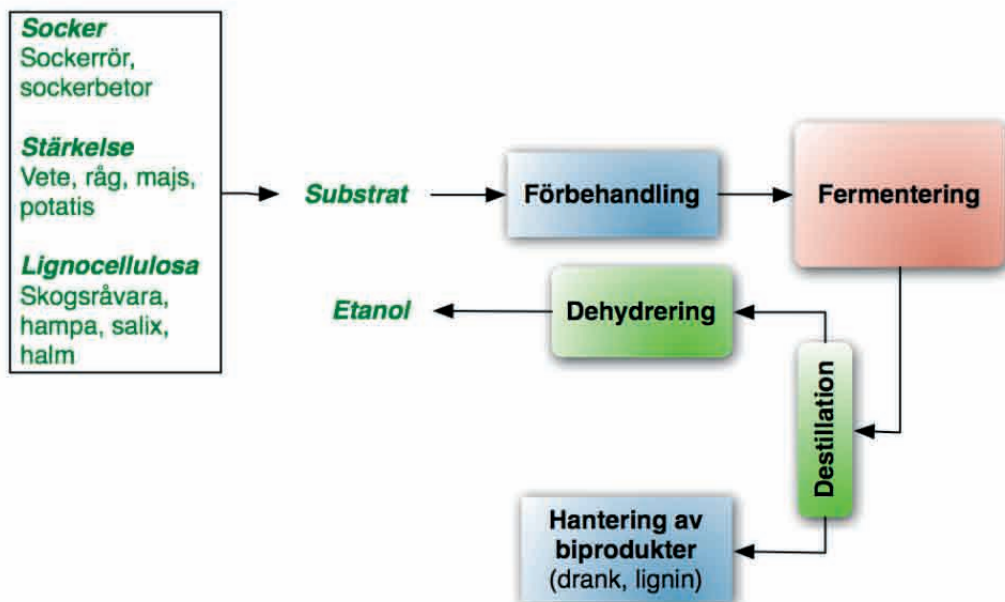 Socker
Sockerrör,
sockerbetor
Stärkelse
Vete, råg, majs,
potatis
Lignocellulosa
Skogsråvara,
hampa, salix,
halm
Substrat
Förbehandling
Fermentering
Etanol
Dehydrering
Destillation
Hantering av
biprodukter
(drank, lignin)